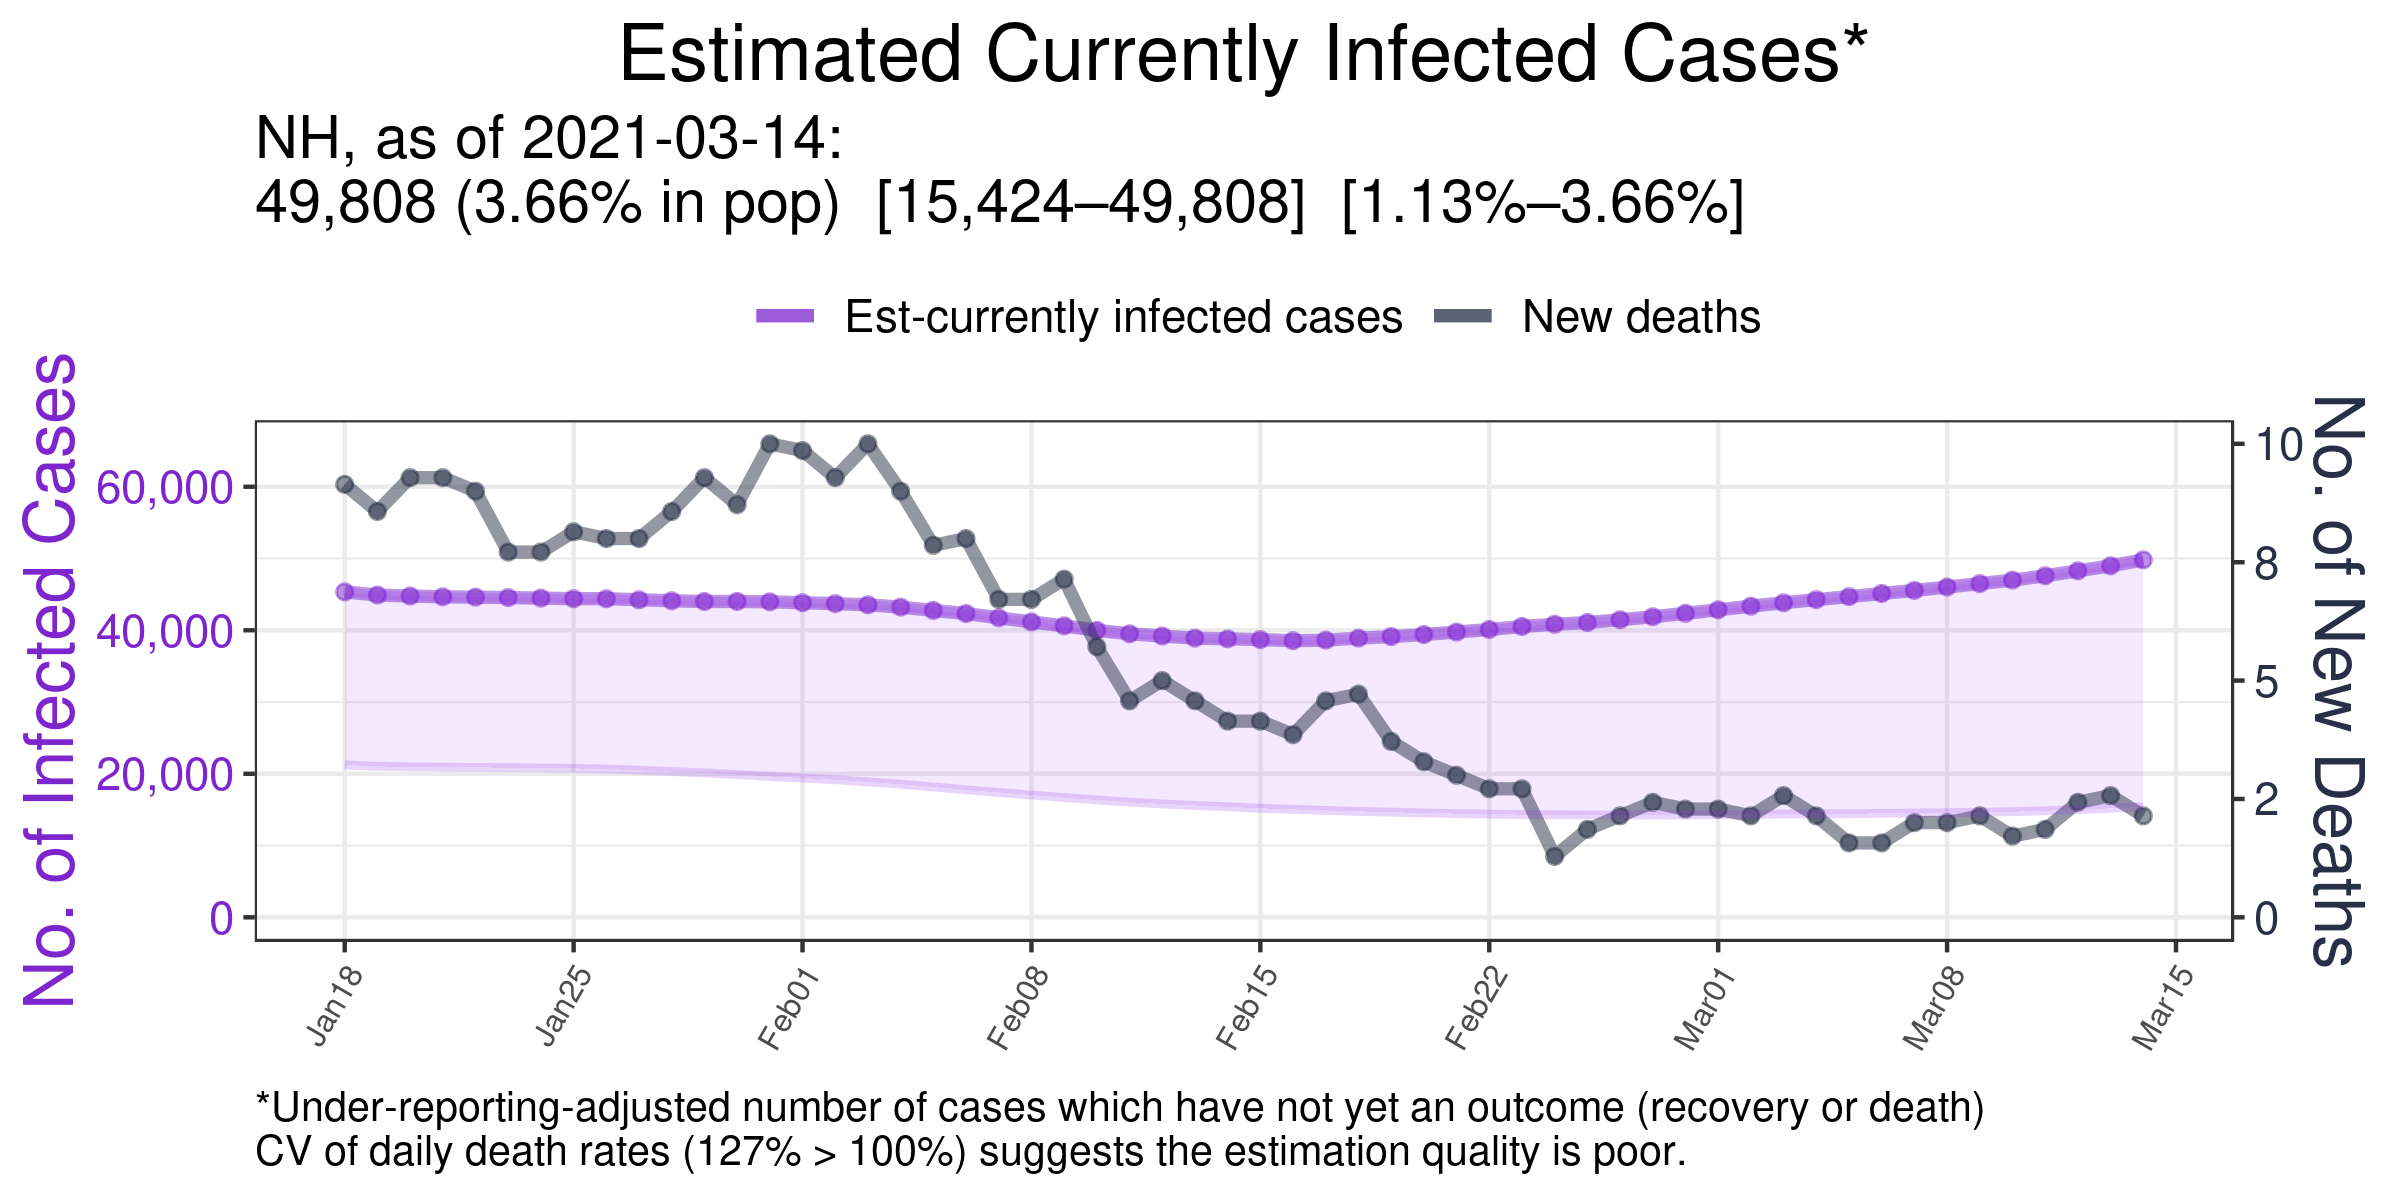 Estimated Currently Infected Cases*
NH, as of 2021-03-14:
49,808 (3.66% in pop)  [15,424–49,808]  [1.13%–3.66%]
Est-currently infected cases
New deaths
No. of Infected Cases
60,000
40,000
20,000
0
10
8
5
2
0
No. of New Deaths
Jan18
Jan25
Feb01
Feb08
Feb15
Feb22
Mar01
Mar08
Mar15
*Under-reporting-adjusted number of cases which have not yet an outcome (recovery or death)
CV of daily death rates (127% > 100%) suggests the estimation quality is poor.